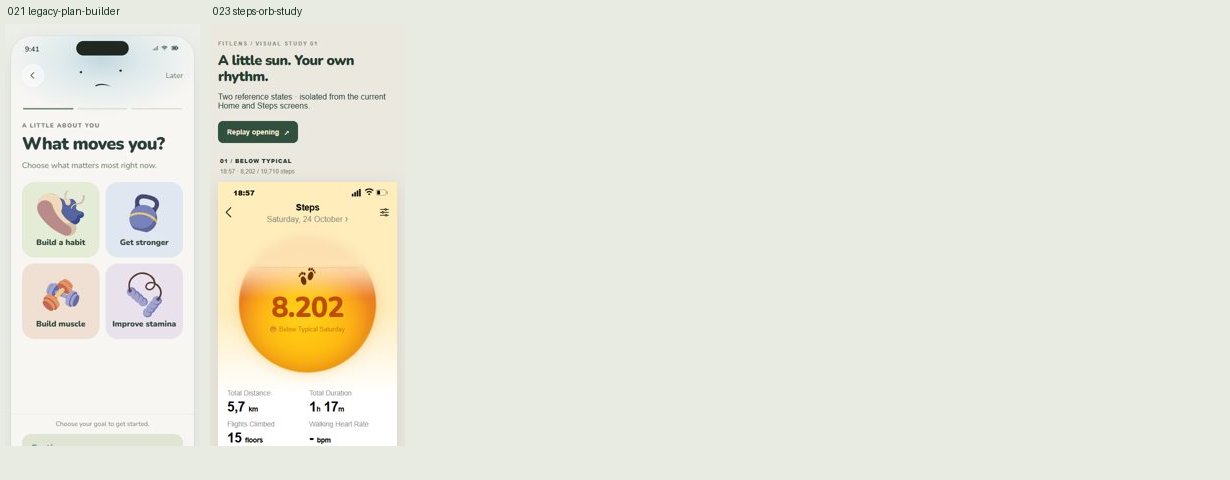 021 legacy-plan-builder
9:41
Later
A LITTLE ABOUT YOU
What moves you?
Choose what matters most right now.
Build a habit
Get stronger
Build muscle
Improve stamina
Choose your goal to get started.
023 steps-orb-study
FITLENS / VISUAL STUDY 01
A little sun. Your own
rhythm.
Two reference states · isolated from the current
Home and Steps screens.
Replay opening ↗
01 / BELOW TYPICAL
18:57 · 8,202 / 10,710 steps
18:57
Steps
Saturday, 24 October ›
8.202
Below Typical Saturday
Total Distance
Total Duration
5,7 km
1h 17m
Flights Climbed
Walking Heart Rate
15 floors
- bpm